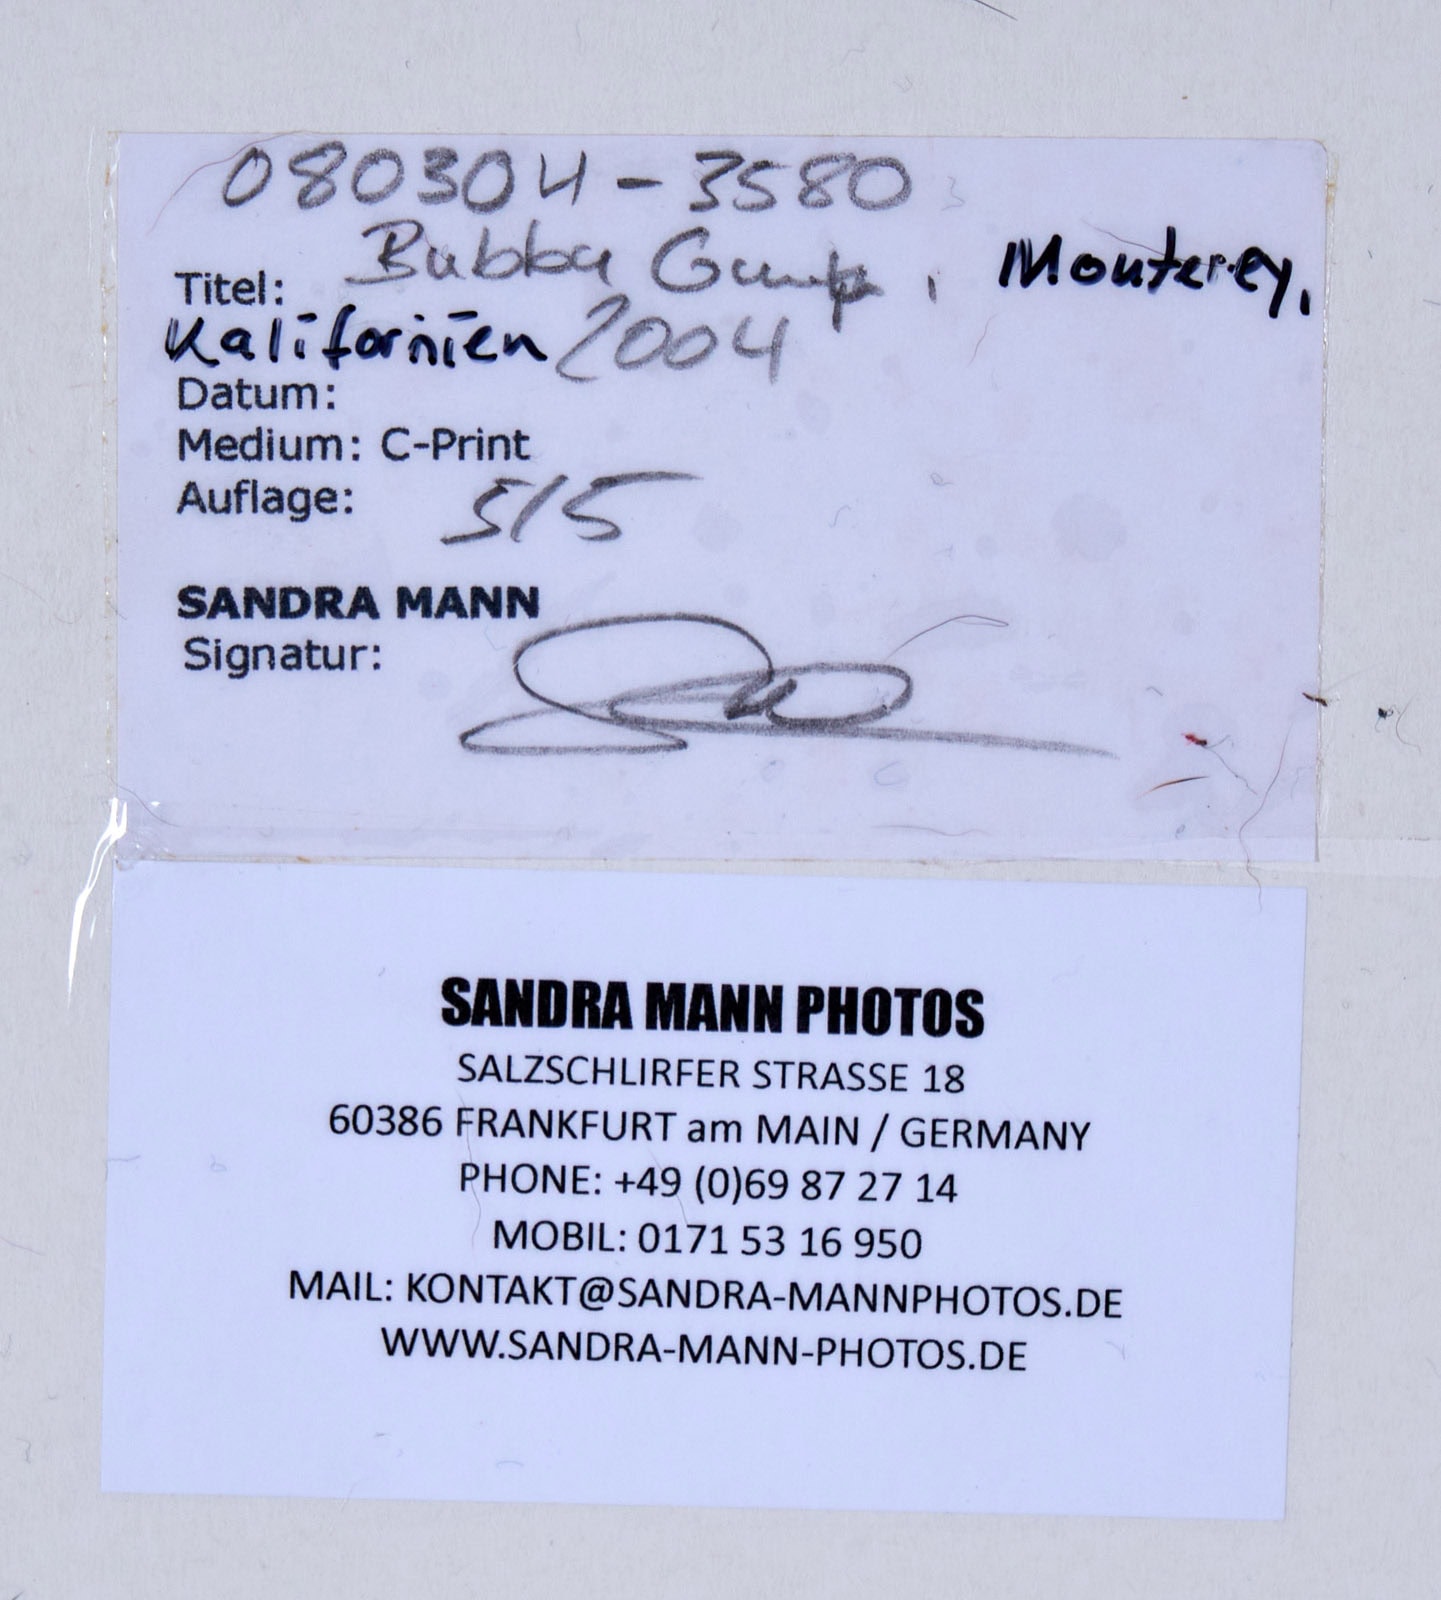 080304-3580
Titel: Bubba Gump, Monterey,
Kalifornien 2004
Datum:
Medium: C-Print
Auflage: 5/5
SANDRA MANN
Signatur:
SANDRA MANN PHOTOS
SALZSCHLIRFER STRASSE 18
60386 FRANKFURT am MAIN / GERMANY
PHONE: +49 (0)69 87 27 14
MOBIL: 0171 53 16 950
MAIL: KONTAKT@SANDRA-MANNPHOTOS.DE
WWW.SANDRA-MANN-PHOTOS.DE